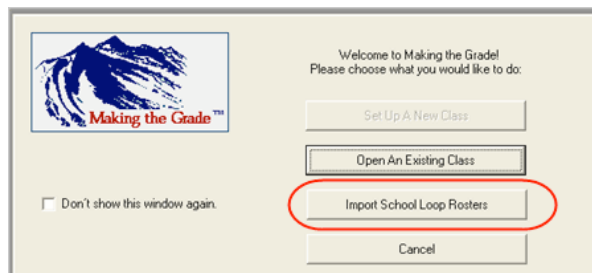 Making the Grade™
Welcome to Making the Grade!
Please choose what you would like to do:
Set Up A New Class
Open An Existing Class
Don't show this window again.
Import School Loop Rosters
Cancel